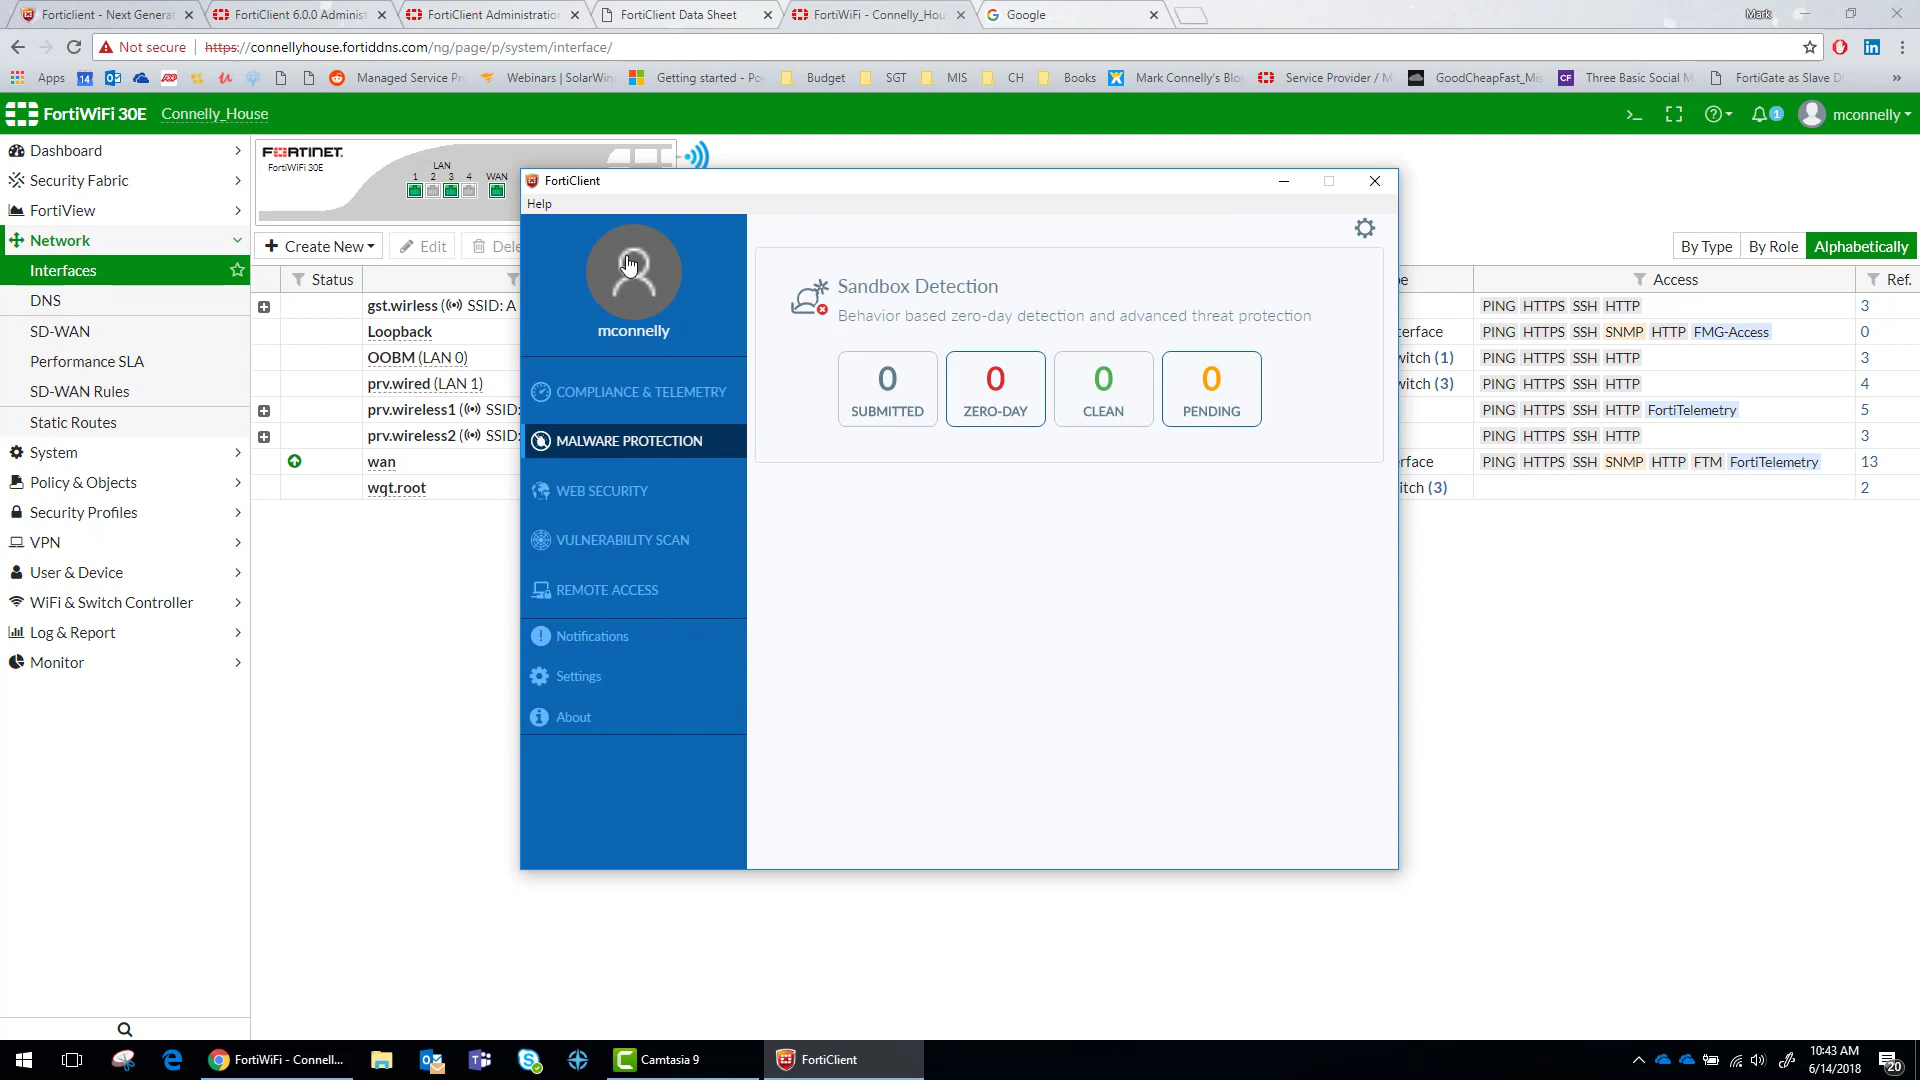 Forticlient - Next Genera
FortiClient 6.0.0 Administ
FortiClient Administratio
FortiClient Data Sheet
FortiWiFi - Connelly_Hou
Google
Mark
Not secure
https://connellyhouse.fortiddns.com/ng/page/p/system/interface/
Apps
Managed Service Pr
Webinars | SolarWin
Getting started - Pow
Budget
SGT
MIS
CH
Books
Mark Connelly's Blo
Service Provider / M
GoodCheapFast_Mis
Three Basic Social M
FortiGate as Slave D
»
FortiWiFi 30E
Connelly_House
1
mconnelly
Dashboard
Security Fabric
FortiView
Network
Interfaces
DNS
SD-WAN
Performance SLA
SD-WAN Rules
Static Routes
System
Policy & Objects
Security Profiles
VPN
User & Device
WiFi & Switch Controller
Log & Report
Monitor
FORTINET.
FortiWiFi 30E
LAN
1 2 3 4 WAN
Create New
Edit
Dele
By Type
By Role
Alphabetically
Status
pe
Access
Ref.
gst.wirless ( SSID: A
PING HTTPS SSH HTTP
3
Loopback
terface
PING HTTPS SSH SNMP HTTP FMG-Access
0
OOBM (LAN 0)
witch (1)
PING HTTPS SSH HTTP
3
prv.wired (LAN 1)
witch (3)
PING HTTPS SSH HTTP
4
prv.wireless1 ( SSID:
PING HTTPS SSH HTTP FortiTelemetry
5
prv.wireless2 ( SSID:
PING HTTPS SSH HTTP
3
wan
rface
PING HTTPS SSH SNMP HTTP FTM FortiTelemetry
13
wqt.root
itch (3)
2
FortiClient
Help
mconnelly
COMPLIANCE & TELEMETRY
MALWARE PROTECTION
WEB SECURITY
VULNERABILITY SCAN
REMOTE ACCESS
Notifications
Settings
About
Sandbox Detection
Behavior based zero-day detection and advanced threat protection
0
SUBMITTED
0
ZERO-DAY
0
CLEAN
0
PENDING
FortiWiFi - Connell...
Camtasia 9
FortiClient
10:43 AM
6/14/2018
20